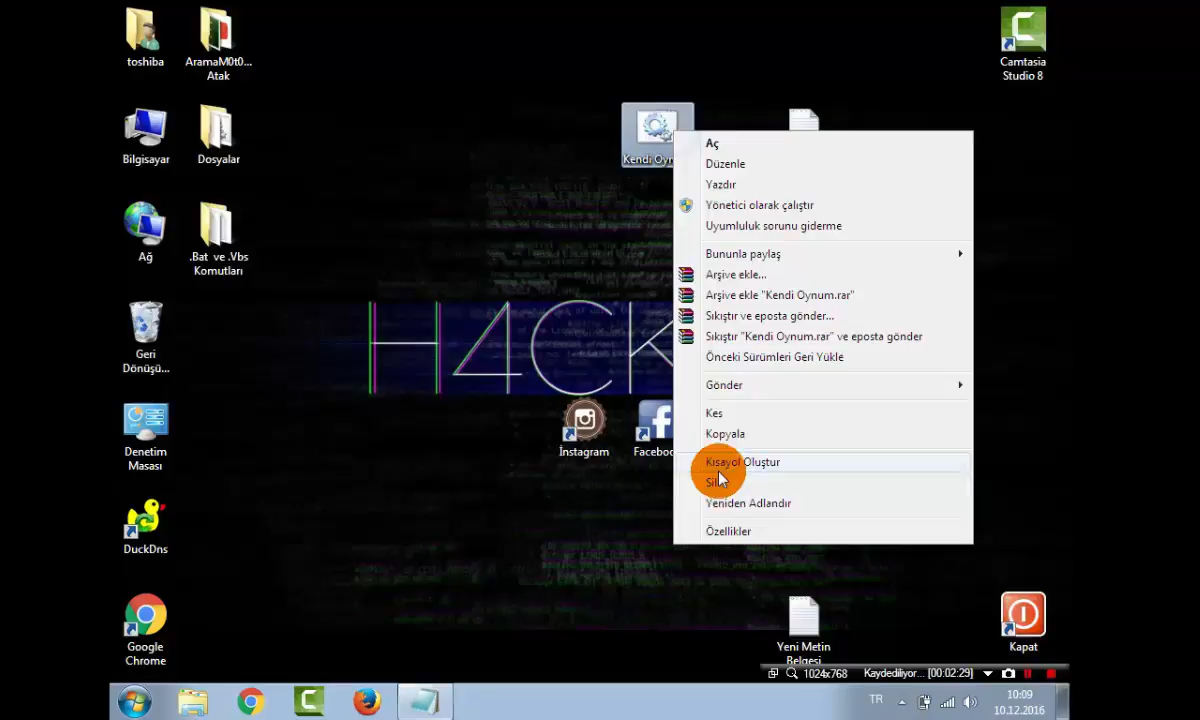 toshiba
AramaM0t0...
Atak
Camtasia
Studio 8
Bilgisayar
Dosyalar
Kendi Oyn
Aç
Düzenle
Yazdır
Yönetici olarak çalıştır
Uyumluluk sorunu giderme
Bununla paylaş
Arşive ekle...
Arşive ekle "Kendi Oynum.rar"
Sıkıştır ve eposta gönder...
Sıkıştır "Kendi Oynum.rar" ve eposta gönder
Önceki Sürümleri Geri Yükle
Gönder
Kes
Kopyala
Kısayol Oluştur
Sil
Yeniden Adlandır
Özellikler
Ağ
.Bat ve .Vbs
Komutları
H4CK
Geri
Dönüşü...
İnstagram
Faceboo
Denetim
Masası
DuckDns
Google
Chrome
Yeni Metin
Belgesi
Kapat
1024x768
Kaydediliyor... [00:02:29]
TR
10:09
10.12.2016